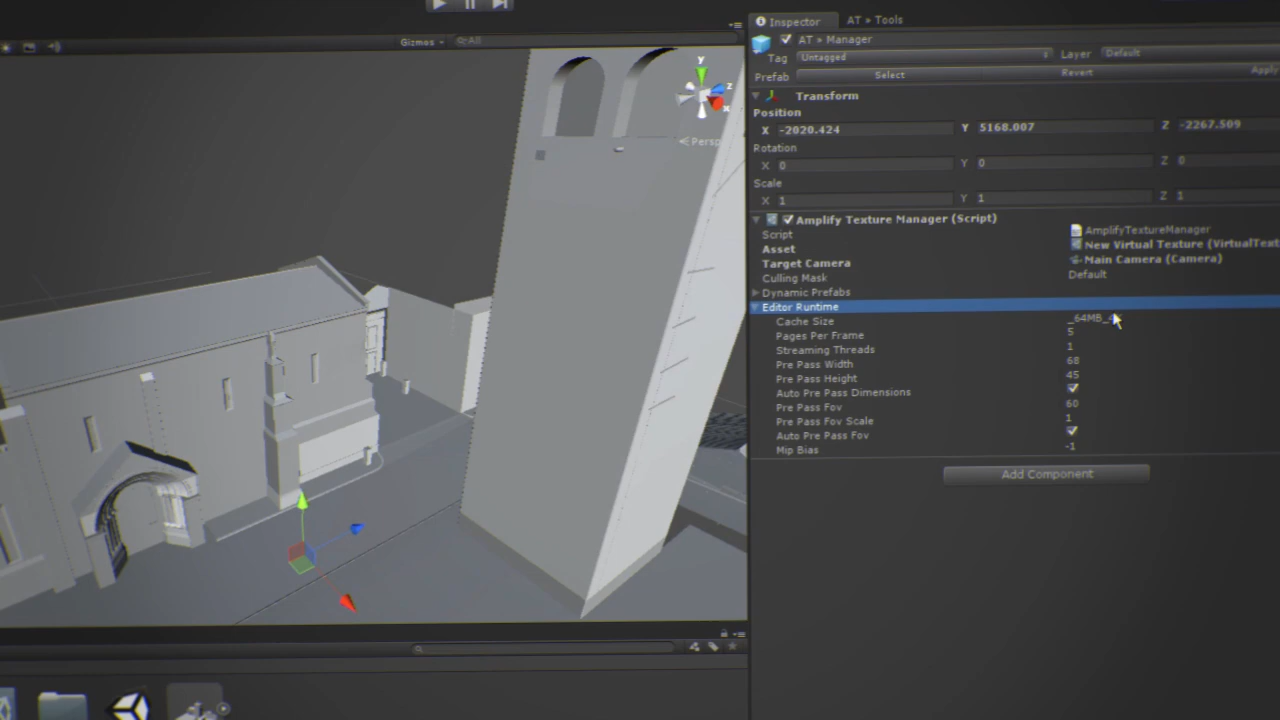 Inspector
AT » Tools
AT » Manager
Tag Untagged Layer Default
Prefab Select Revert Apply
Gizmos
All
Transform
Position
X -2020.424 Y 5168.007 Z -2267.509
Rotation
X 0 Y 0 Z 0
Scale
X 1 Y 1 Z 1
y
z
x
Persp
Amplify Texture Manager (Script)
Script AmplifyTextureManager
Asset New Virtual Texture (VirtualText
Target Camera Main Camera (Camera)
Culling Mask Default
Dynamic Prefabs
Editor Runtime
Cache Size _64MB_
Pages Per Frame 5
Streaming Threads 1
Pre Pass Width 68
Pre Pass Height 45
Auto Pre Pass Dimensions
Pre Pass Fov 60
Pre Pass Fov Scale 1
Auto Pre Pass Fov
Mip Bias -1
Add Component